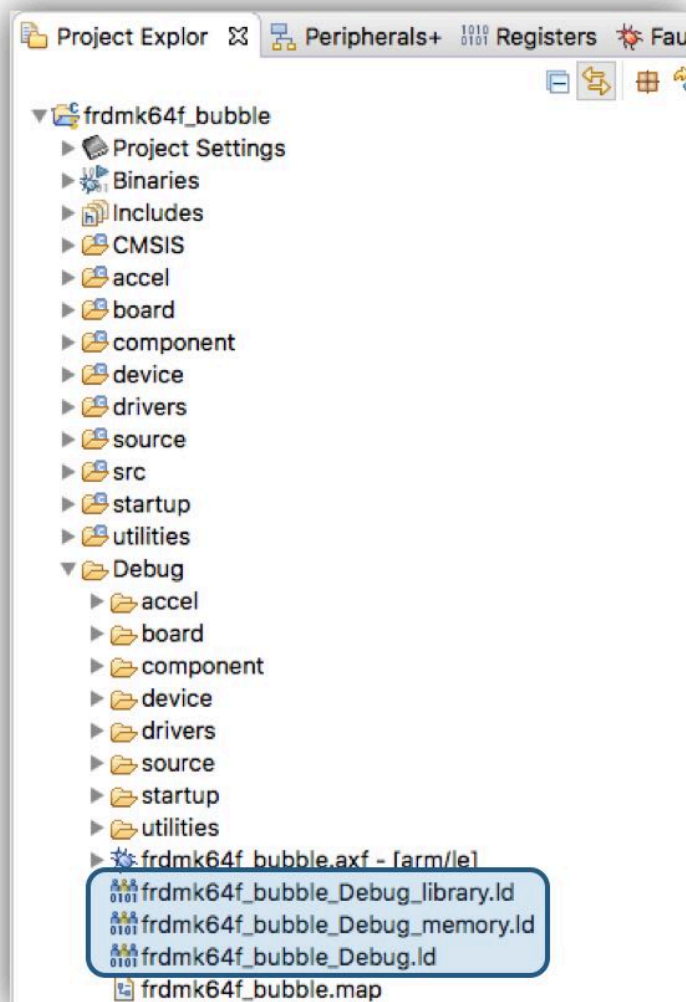 Project Explor Peripherals+ Registers Fau
frdmk64f_bubble
Project Settings
Binaries
Includes
CMSIS
accel
board
component
device
drivers
source
src
startup
utilities
Debug
accel
board
component
device
drivers
source
startup
utilities
frdmk64f_bubble.axf - [arm/le]
frdmk64f_bubble_Debug_library.ld
frdmk64f_bubble_Debug_memory.ld
frdmk64f_bubble_Debug.ld
frdmk64f_bubble.map